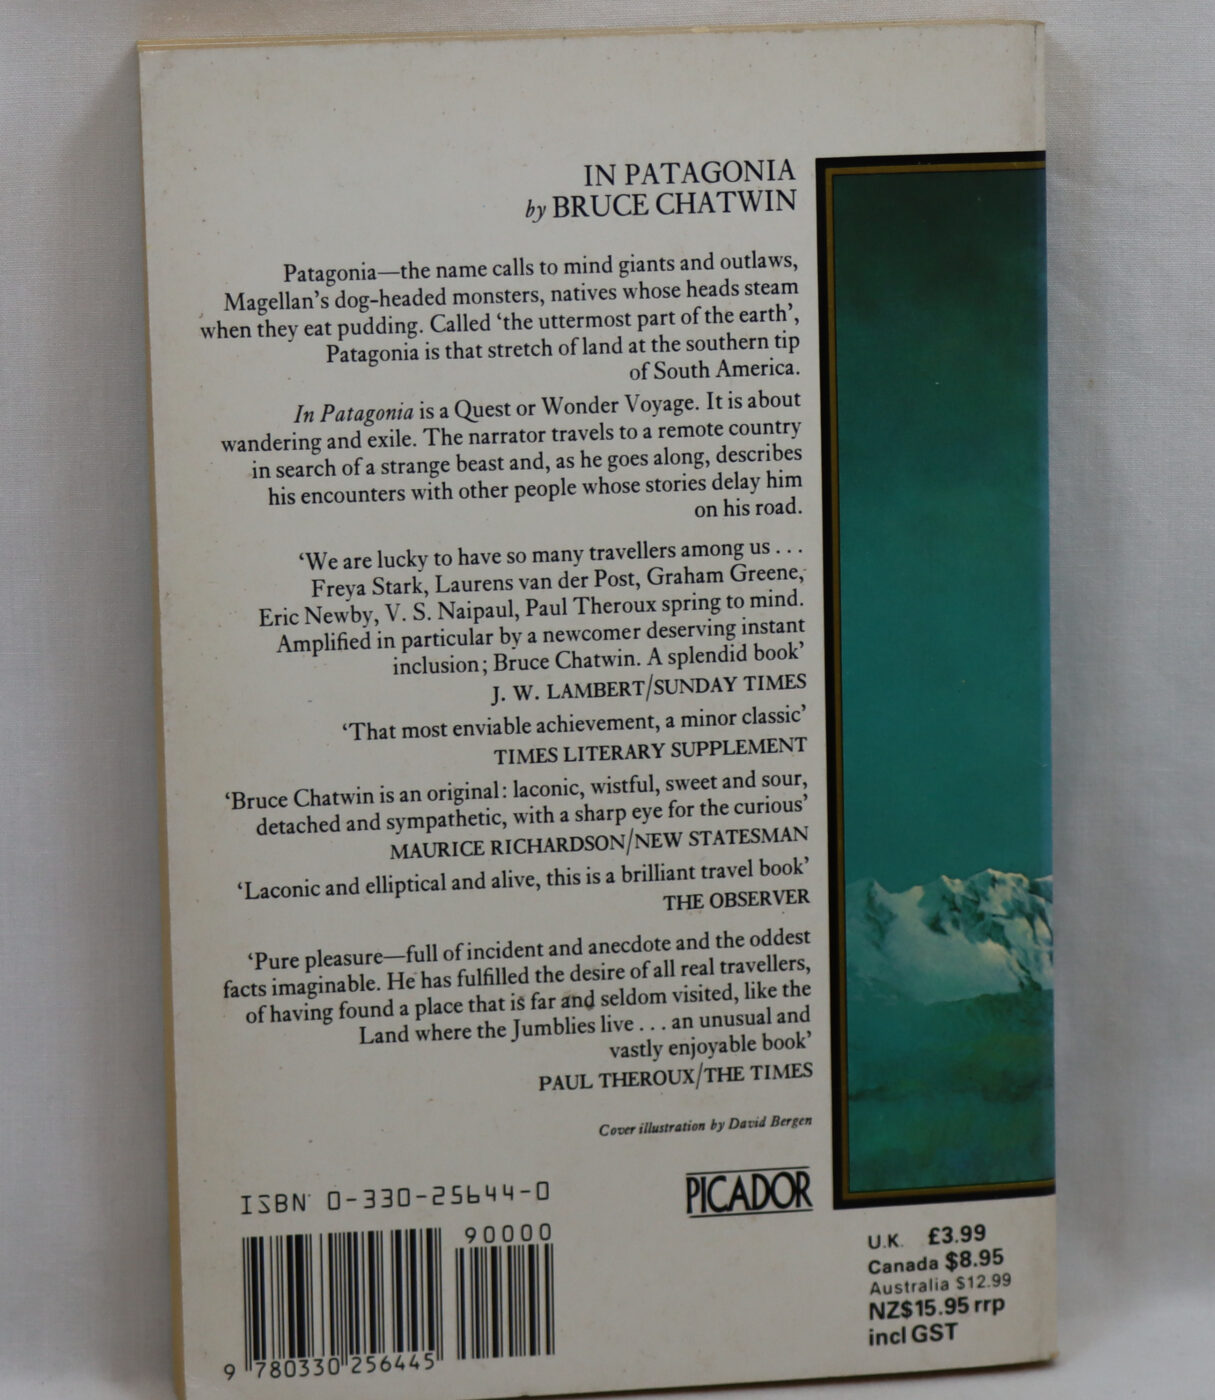 IN PATAGONIA
by BRUCE CHATWIN
Patagonia—the name calls to mind giants and outlaws,
Magellan's dog-headed monsters, natives whose heads steam
when they eat pudding. Called 'the uttermost part of the earth',
Patagonia is that stretch of land at the southern tip
of South America.
In Patagonia is a Quest or Wonder Voyage. It is about
wandering and exile. The narrator travels to a remote country
in search of a strange beast and, as he goes along, describes
his encounters with other people whose stories delay him
on his road.
'We are lucky to have so many travellers among us . . .
Freya Stark, Laurens van der Post, Graham Greene,
Eric Newby, V. S. Naipaul, Paul Theroux spring to mind.
Amplified in particular by a newcomer deserving instant
inclusion; Bruce Chatwin. A splendid book'
J. W. LAMBERT/SUNDAY TIMES
'That most enviable achievement, a minor classic'
TIMES LITERARY SUPPLEMENT
'Bruce Chatwin is an original: laconic, wistful, sweet and sour,
detached and sympathetic, with a sharp eye for the curious'
MAURICE RICHARDSON/NEW STATESMAN
'Laconic and elliptical and alive, this is a brilliant travel book'
THE OBSERVER
'Pure pleasure—full of incident and anecdote and the oddest
facts imaginable. He has fulfilled the desire of all real travellers,
of having found a place that is far and seldom visited, like the
Land where the Jumblies live . . . an unusual and
vastly enjoyable book'
PAUL THEROUX/THE TIMES
Cover illustration by David Bergen
PICADOR
ISBN 0-330-25644-0
90000
9 780330 256445
U.K. £3.99
Canada $8.95
Australia $12.99
NZ$15.95 rrp
incl GST